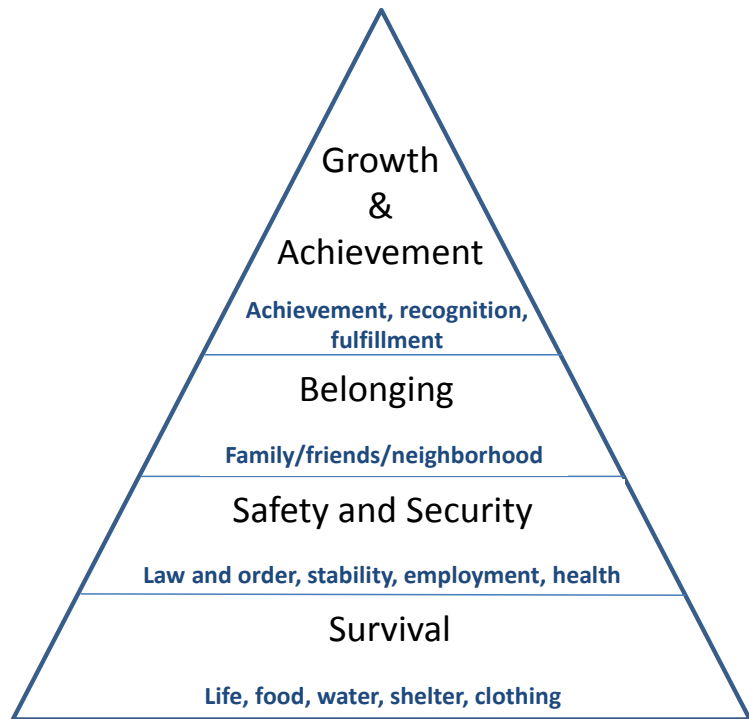 Growth
&
Achievement
Achievement, recognition,
fulfillment
Belonging
Family/friends/neighborhood
Safety and Security
Law and order, stability, employment, health
Survival
Life, food, water, shelter, clothing